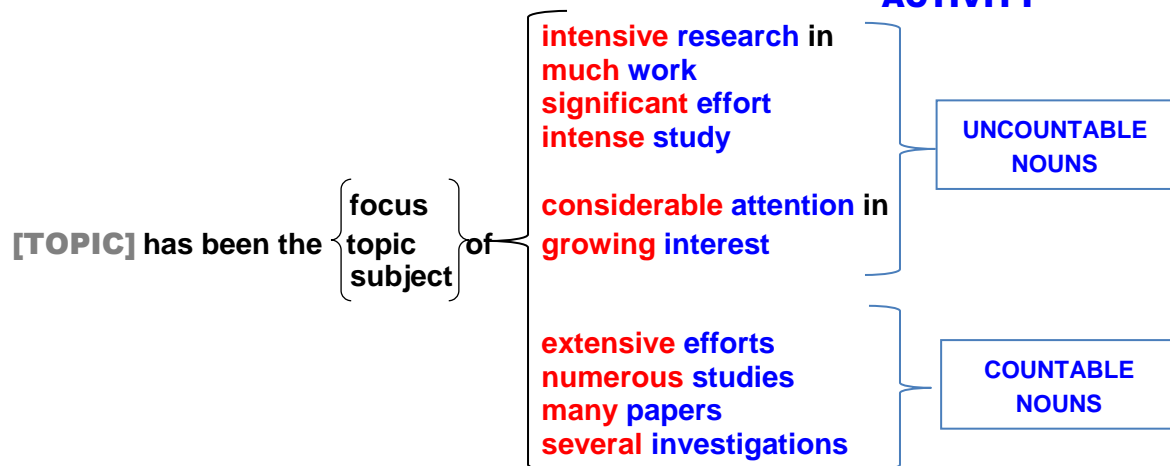 ACTIVITY
intensive research in
much work
significant effort
intense study
UNCOUNTABLE
NOUNS
[TOPIC] has been the
focus
topic
subject
of
considerable attention in
growing interest
extensive efforts
numerous studies
many papers
several investigations
COUNTABLE
NOUNS